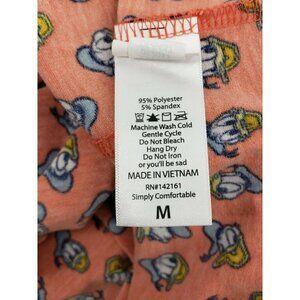 95% Polyester
5% Spandex
Machine Wash Cold
Gentle Cycle
Do Not Bleach
Hang Dry
Do Not Iron
or you'll be sad
MADE IN VIETNAM
RN#142161
Simply Comfortable
M